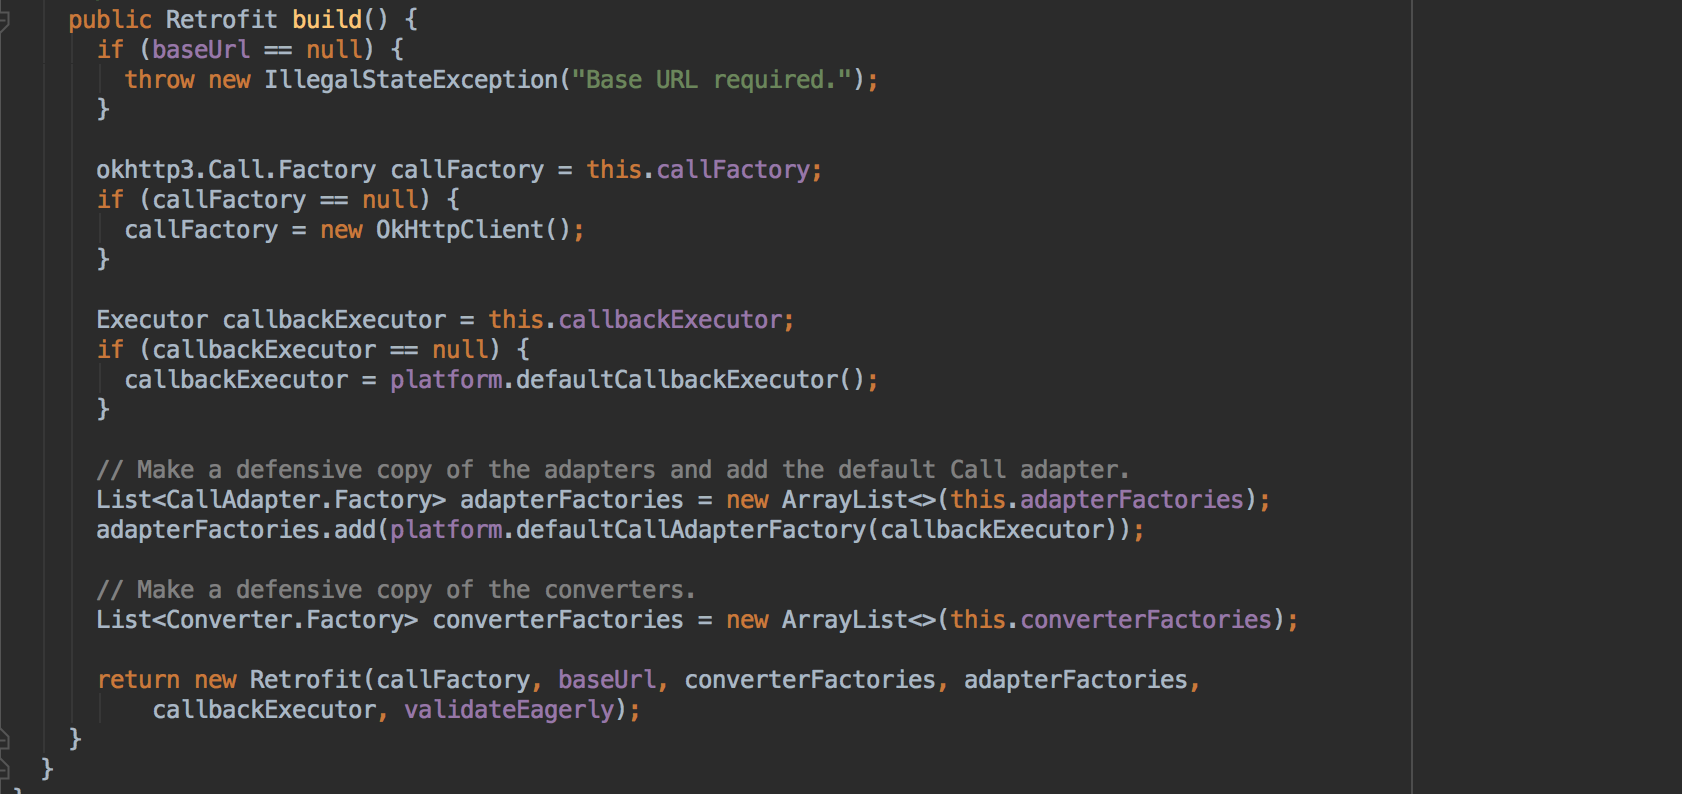 public Retrofit build() {
if (baseUrl == null) {
throw new IllegalStateException("Base URL required.");
}
okhttp3.Call.Factory callFactory = this.callFactory;
if (callFactory == null) {
callFactory = new OkHttpClient();
}
Executor callbackExecutor = this.callbackExecutor;
if (callbackExecutor == null) {
callbackExecutor = platform.defaultCallbackExecutor();
}
// Make a defensive copy of the adapters and add the default Call adapter.
List<CallAdapter.Factory> adapterFactories = new ArrayList<>(this.adapterFactories);
adapterFactories.add(platform.defaultCallAdapterFactory(callbackExecutor));
// Make a defensive copy of the converters.
List<Converter.Factory> converterFactories = new ArrayList<>(this.converterFactories);
return new Retrofit(callFactory, baseUrl, converterFactories, adapterFactories,
callbackExecutor, validateEagerly);
}
}
}